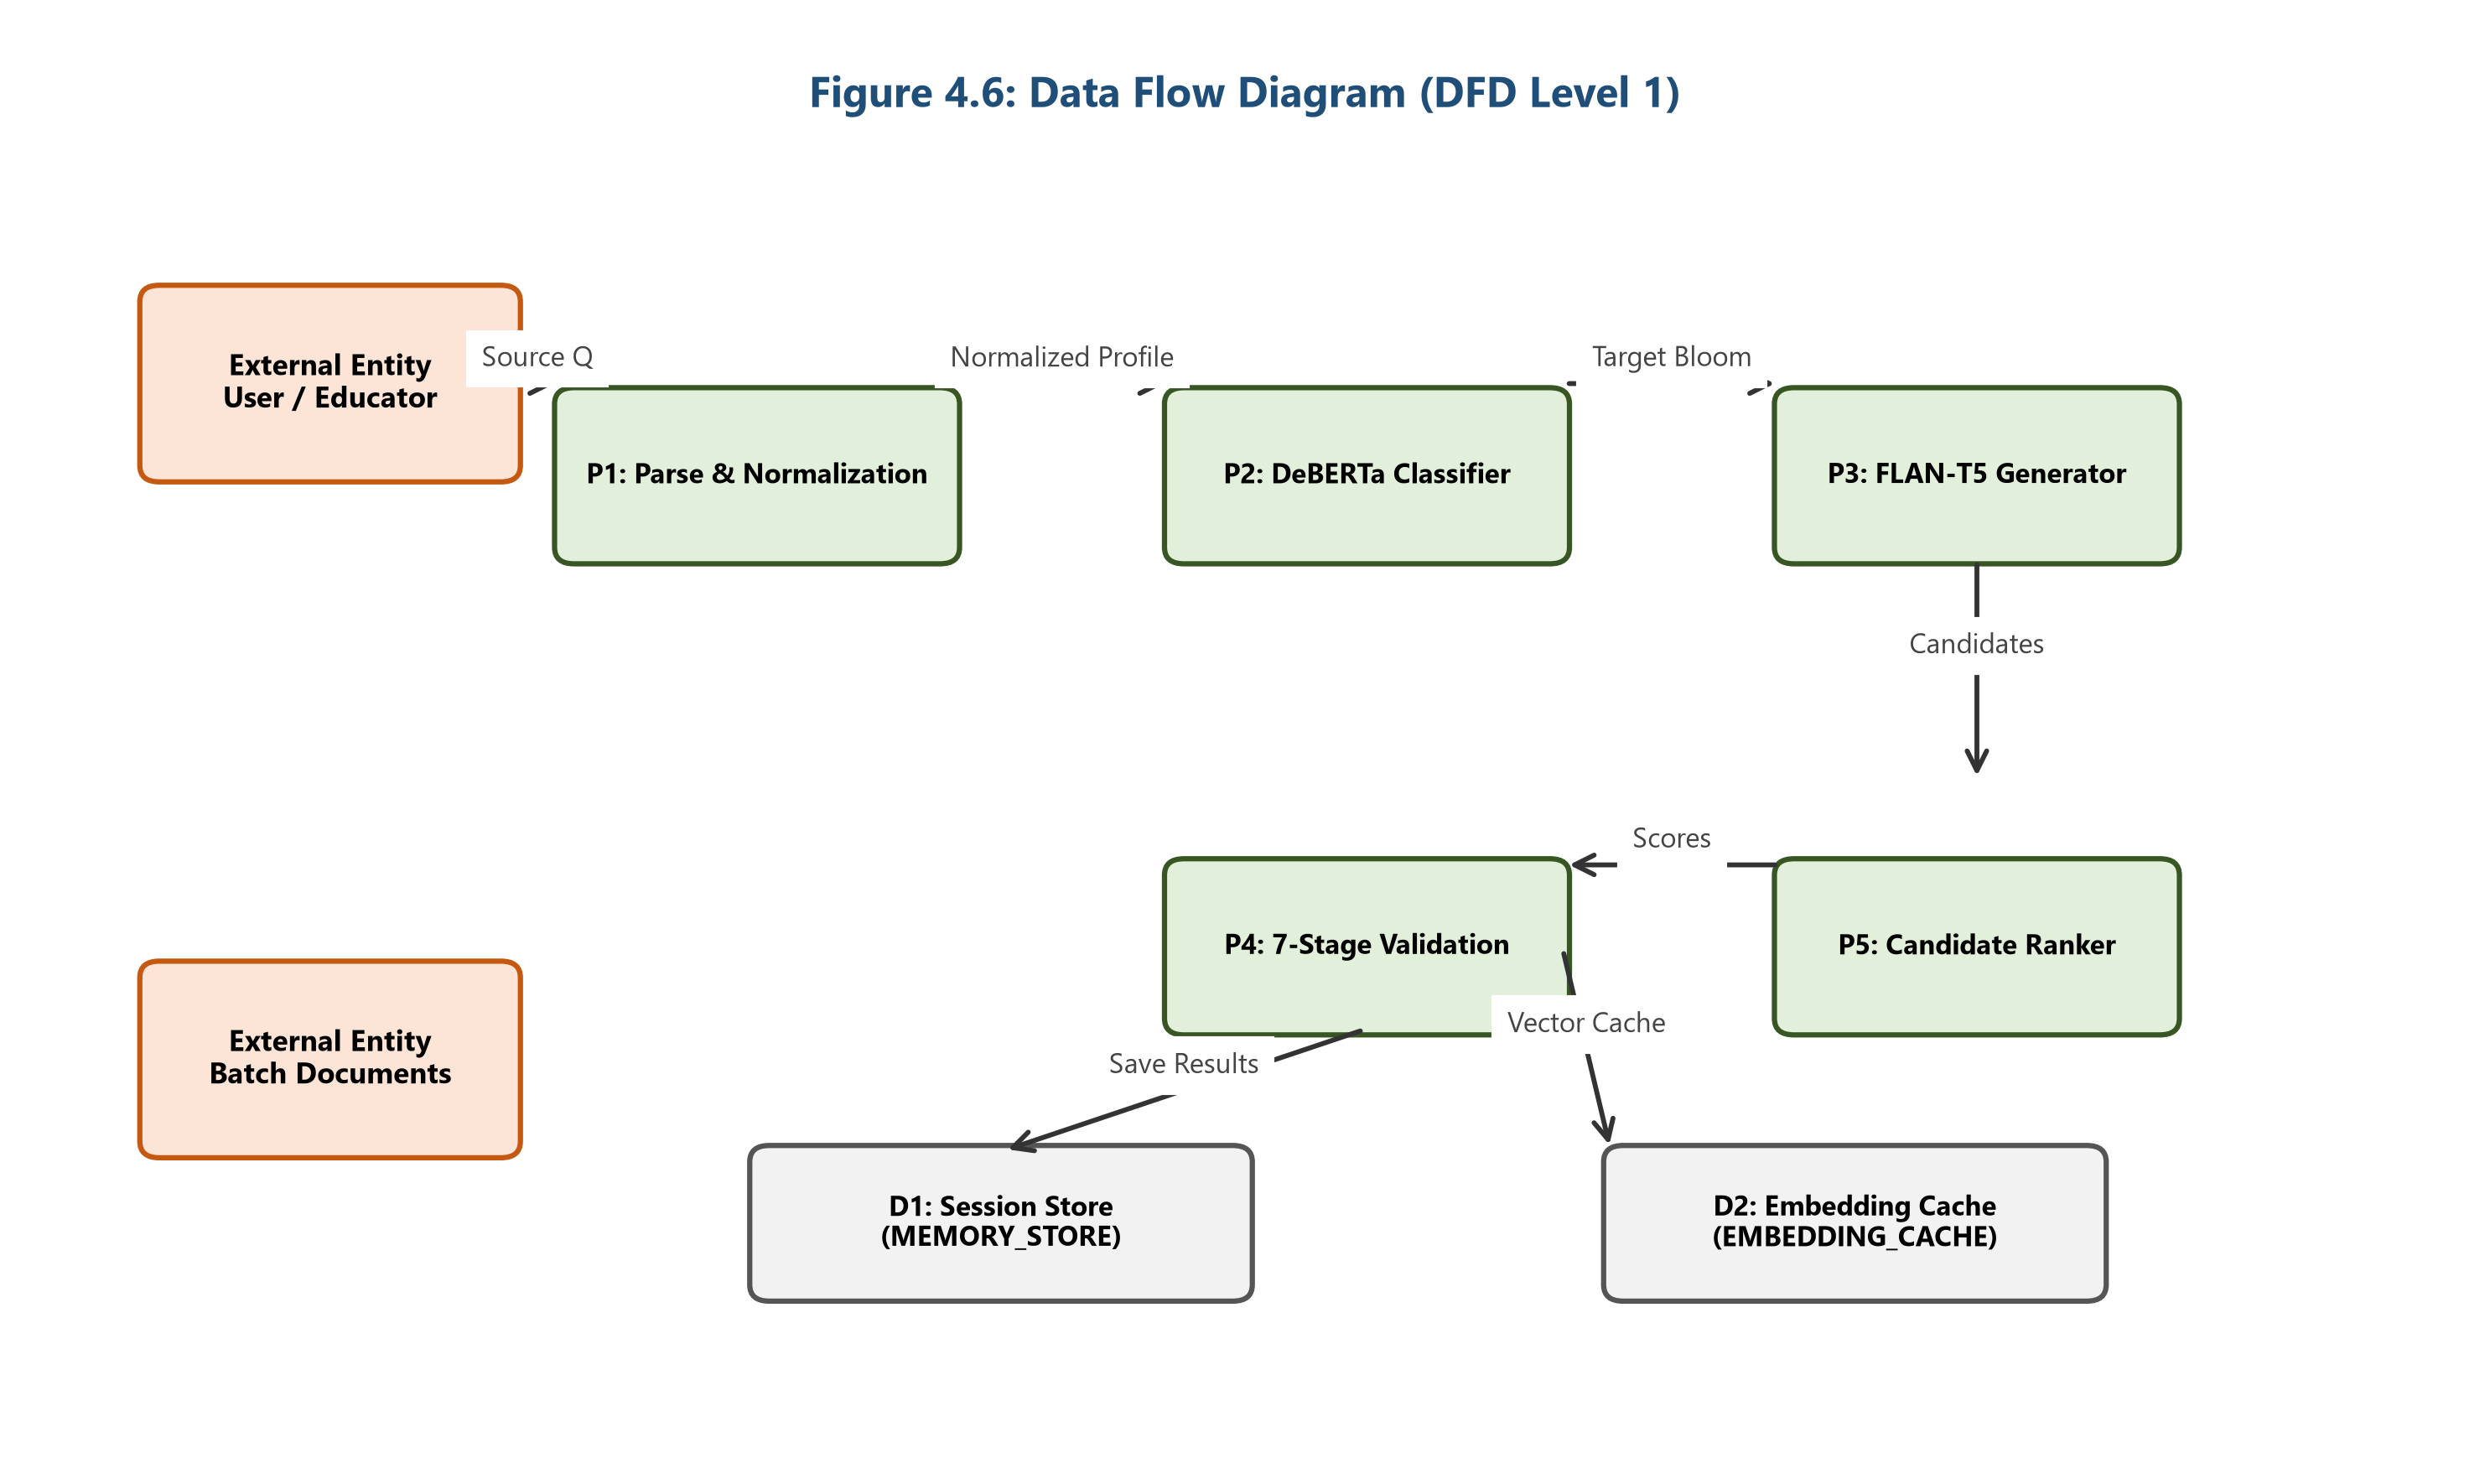 Figure 4.6: Data Flow Diagram (DFD Level 1)
External Entity
User / Educator
Source Q
P1: Parse & Normalization
Normalized Profile
P2: DeBERTa Classifier
Target Bloom
P3: FLAN-T5 Generator
Candidates
Scores
P4: 7-Stage Validation
P5: Candidate Ranker
External Entity
Batch Documents
Save Results
Vector Cache
D1: Session Store
(MEMORY_STORE)
D2: Embedding Cache
(EMBEDDING_CACHE)